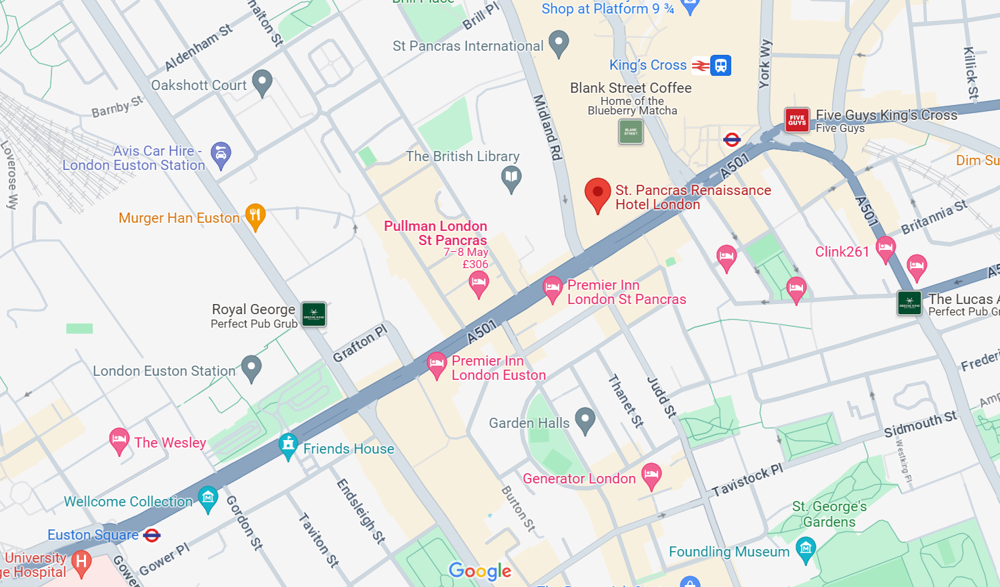 Brill Place
Shop at Platform 9 ¾
Brill Pl
Aldenham St
St Pancras International
King's Cross
York Wy
Killick St
Oakshott Court
Barnby St
Blank Street Coffee
Home of the
Blueberry Matcha
BLANK
STREET
Midland Rd
FIVE
GUYS
Five Guys King's Cross
Five Guys
Loverose Wy
Avis Car Hire -
London Euston Station
The British Library
A501
Dim Su
St. Pancras Renaissance
Hotel London
A501
Britannia St
Murger Han Euston
Pullman London
St Pancras
7–8 May
£306
Clink261
Premier Inn
London St Pancras
The Lucas A
Perfect Pub Gr
GREENE KING
Royal George
Perfect Pub Grub
GREENE KING
A501
Grafton Pl
London Euston Station
Premier Inn
London Euston
Thanet St
Judd St
Frederi
Amp
Garden Halls
Sidmouth St
Westking Pl
The Wesley
Friends House
Generator London
Tavistock Pl
Wellcome Collection
Gordon St
Endsleigh St
Burton St
St. George's
Gardens
Euston Square
Taviton St
Gower Pl
Foundling Museum
University
ge Hospital
H
Gower
Google